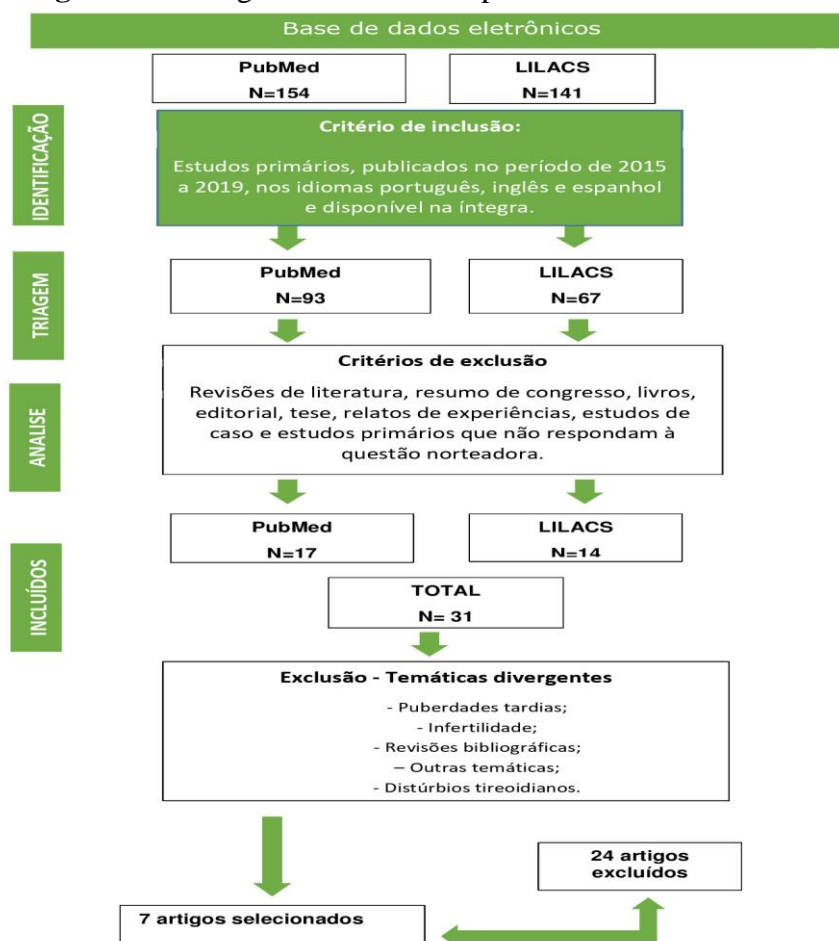 Base de dados eletrônicos
PubMed
N=154
LILACS
N=141
IDENTIFICAÇÃO
Critério de inclusão:
Estudos primários, publicados no período de 2015
a 2019, nos idiomas português, inglês e espanhol
e disponível na íntegra.
TRIAGEM
PubMed
N=93
LILACS
N=67
ANALISE
Critérios de exclusão
Revisões de literatura, resumo de congresso, livros,
editorial, tese, relatos de experiências, estudos de
caso e estudos primários que não respondam à
questão norteadora.
PubMed
N=17
LILACS
N=14
INCLUÍDOS
TOTAL
N= 31
Exclusão - Temáticas divergentes
- Puberdades tardias;
- Infertilidade;
- Revisões bibliográficas;
– Outras temáticas;
- Distúrbios tireoidianos.
24 artigos
excluídos
7 artigos selecionados